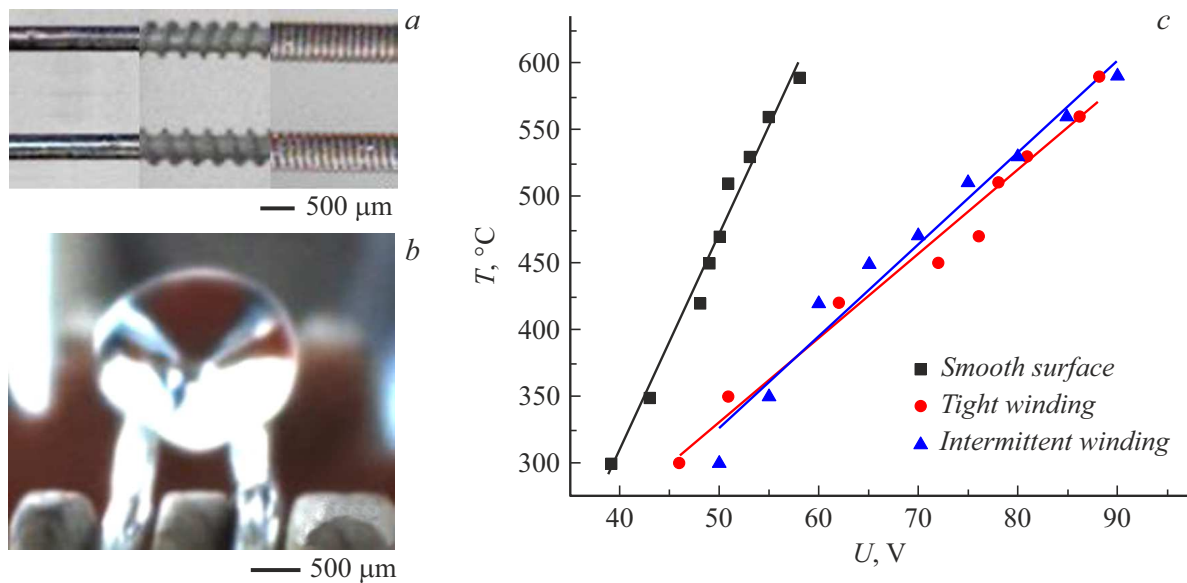 a
500 μm
b
500 μm
c
T, °C
600
550
500
450
400
350
300
Smooth surface
Tight winding
Intermittent winding
40 50 60 70 80 90
U, V